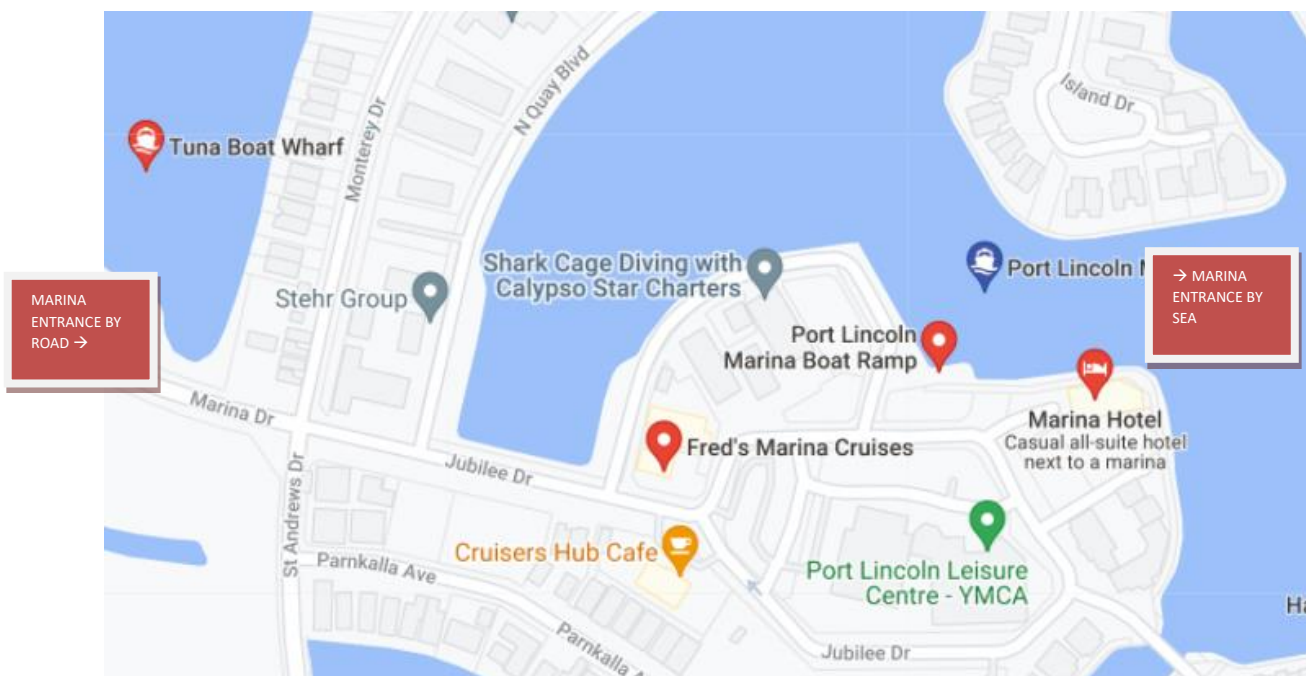 Island Dr
N Quay Blvd
Monterey Dr
Tuna Boat Wharf
Shark Cage Diving with
Calypso Star Charters
Port Lincoln
→ MARINA
ENTRANCE BY
SEA
Stehr Group
MARINA
ENTRANCE BY
ROAD →
Port Lincoln
Marina Boat Ramp
Marina Dr
Marina Hotel
Casual all-suite hotel
next to a marina
Fred's Marina Cruises
Jubilee Dr
St Andrews Dr
Cruisers Hub Cafe
Parnkalla Ave
Port Lincoln Leisure
Centre - YMCA
Parnkalla
Jubilee Dr